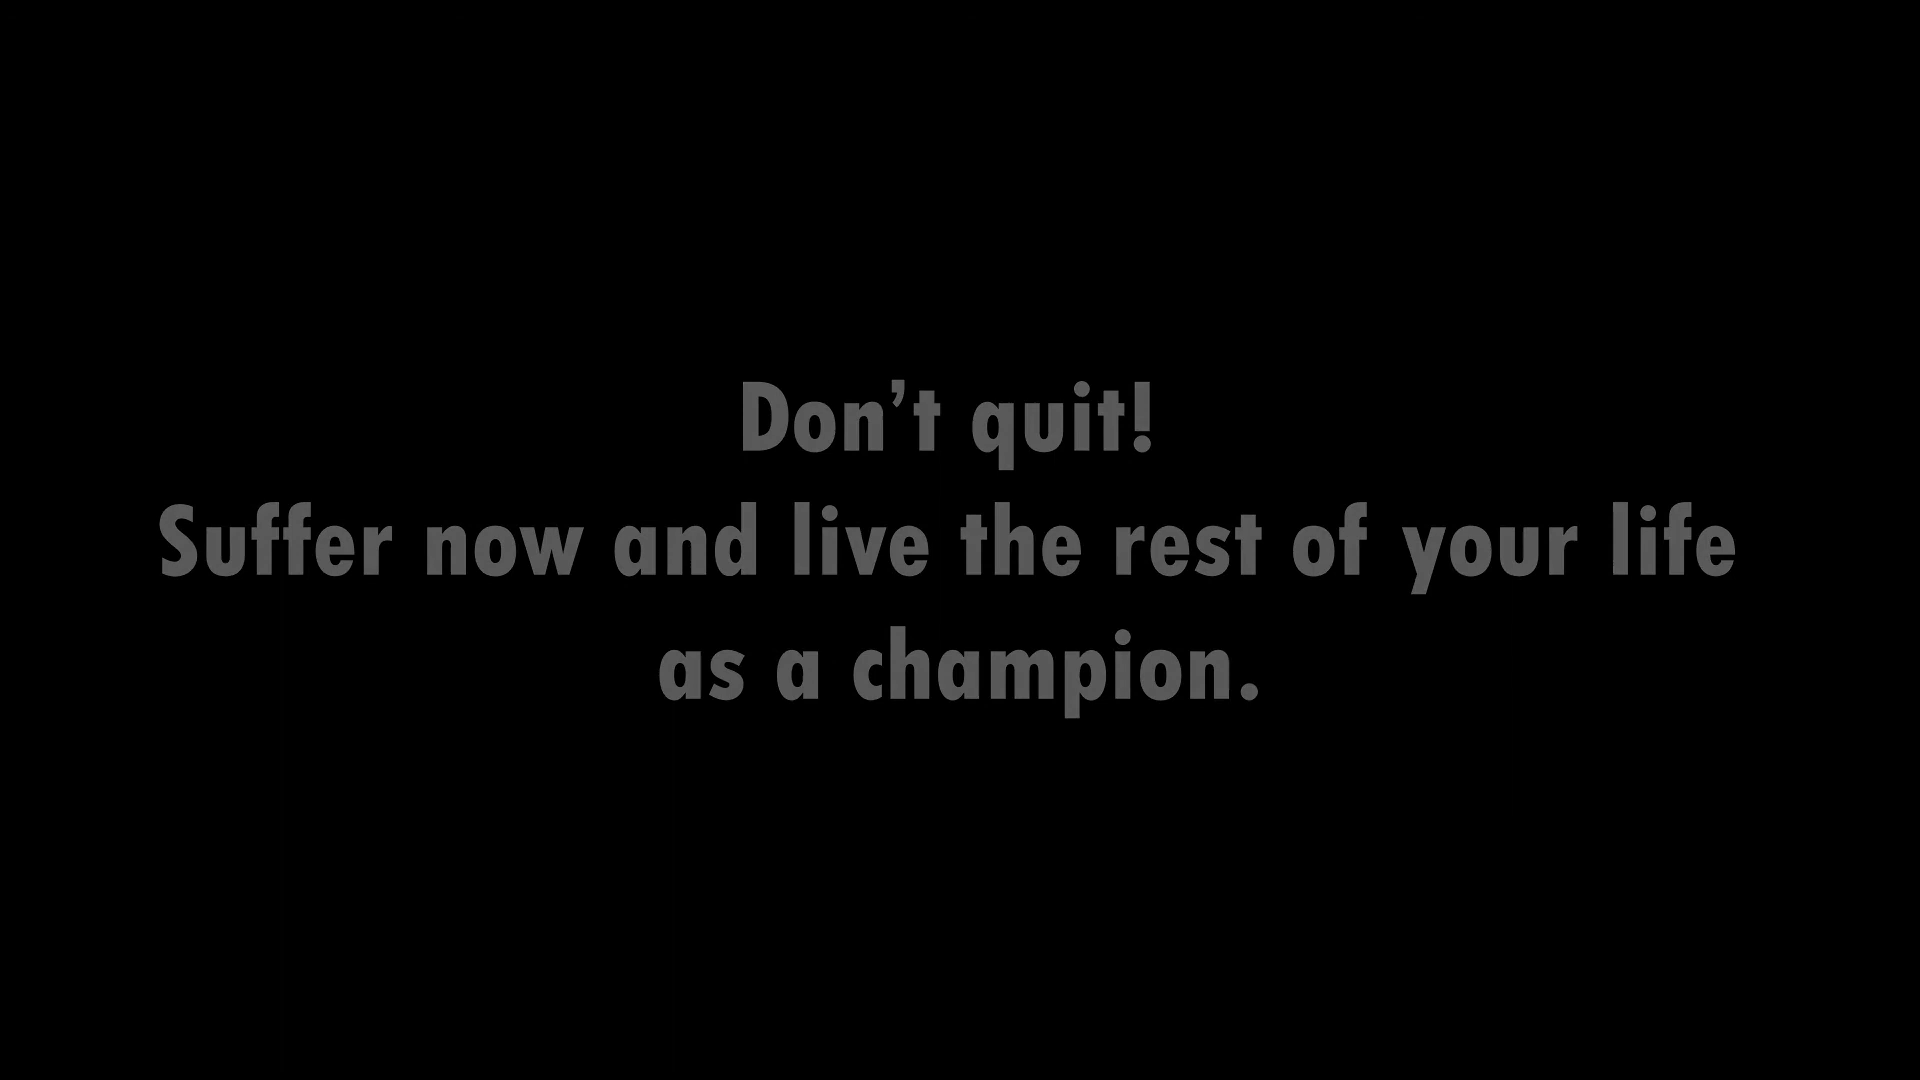 Don’t quit!
Suffer now and live the rest of your life
as a champion.